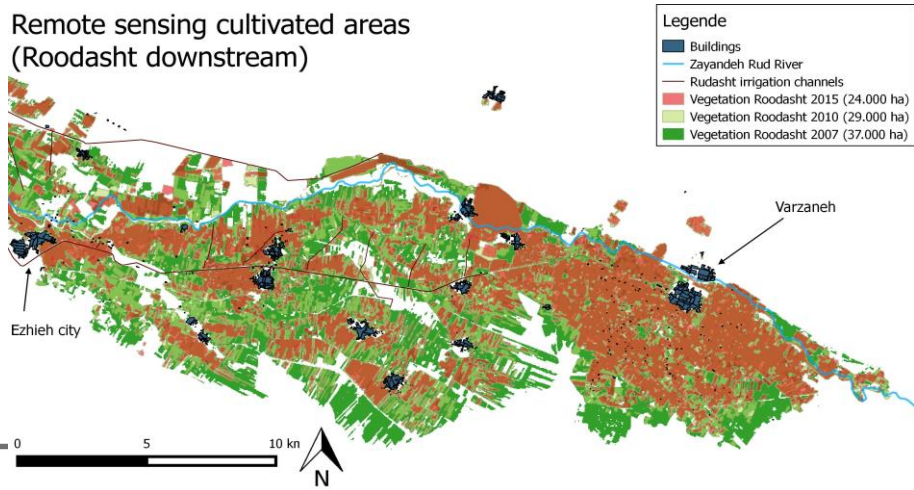 Remote sensing cultivated areas
(Roodasht downstream)
Legende
Buildings
Zayandeh Rud River
Rudasht irrigation channels
Vegetation Roodasht 2015 (24.000 ha)
Vegetation Roodasht 2010 (29.000 ha)
Vegetation Roodasht 2007 (37.000 ha)
Varzaneh
Ezhieh city
0 5 10 kn
N